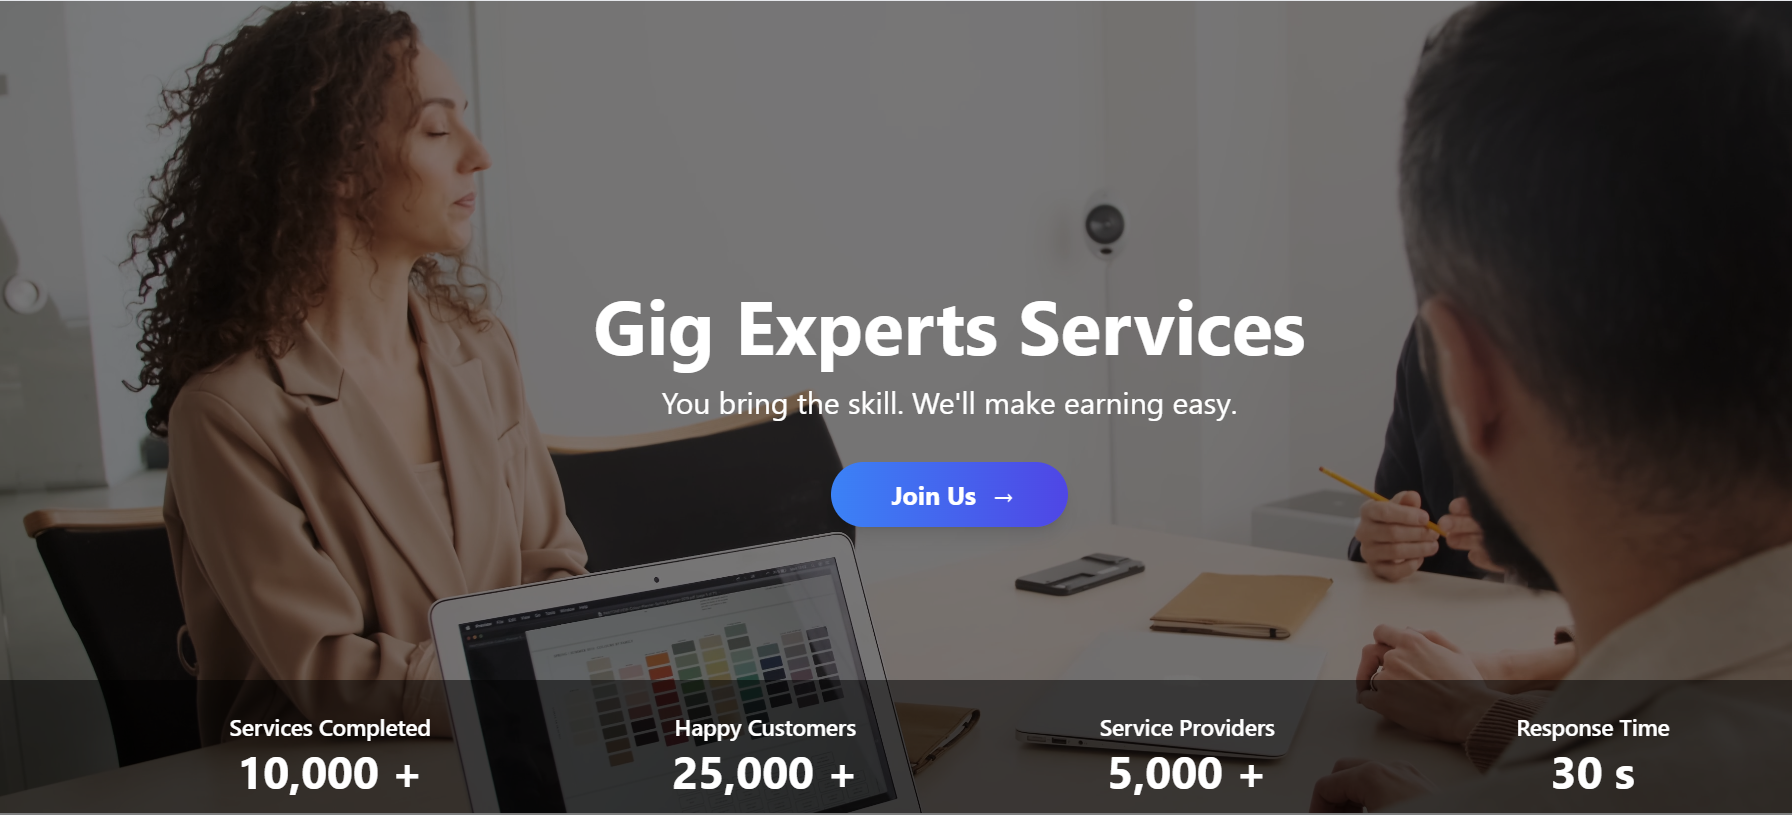 Gig Experts Services
You bring the skill. We'll make earning easy.
Join Us →
Services Completed
10,000 +
Happy Customers
25,000 +
Service Providers
5,000 +
Response Time
30 s